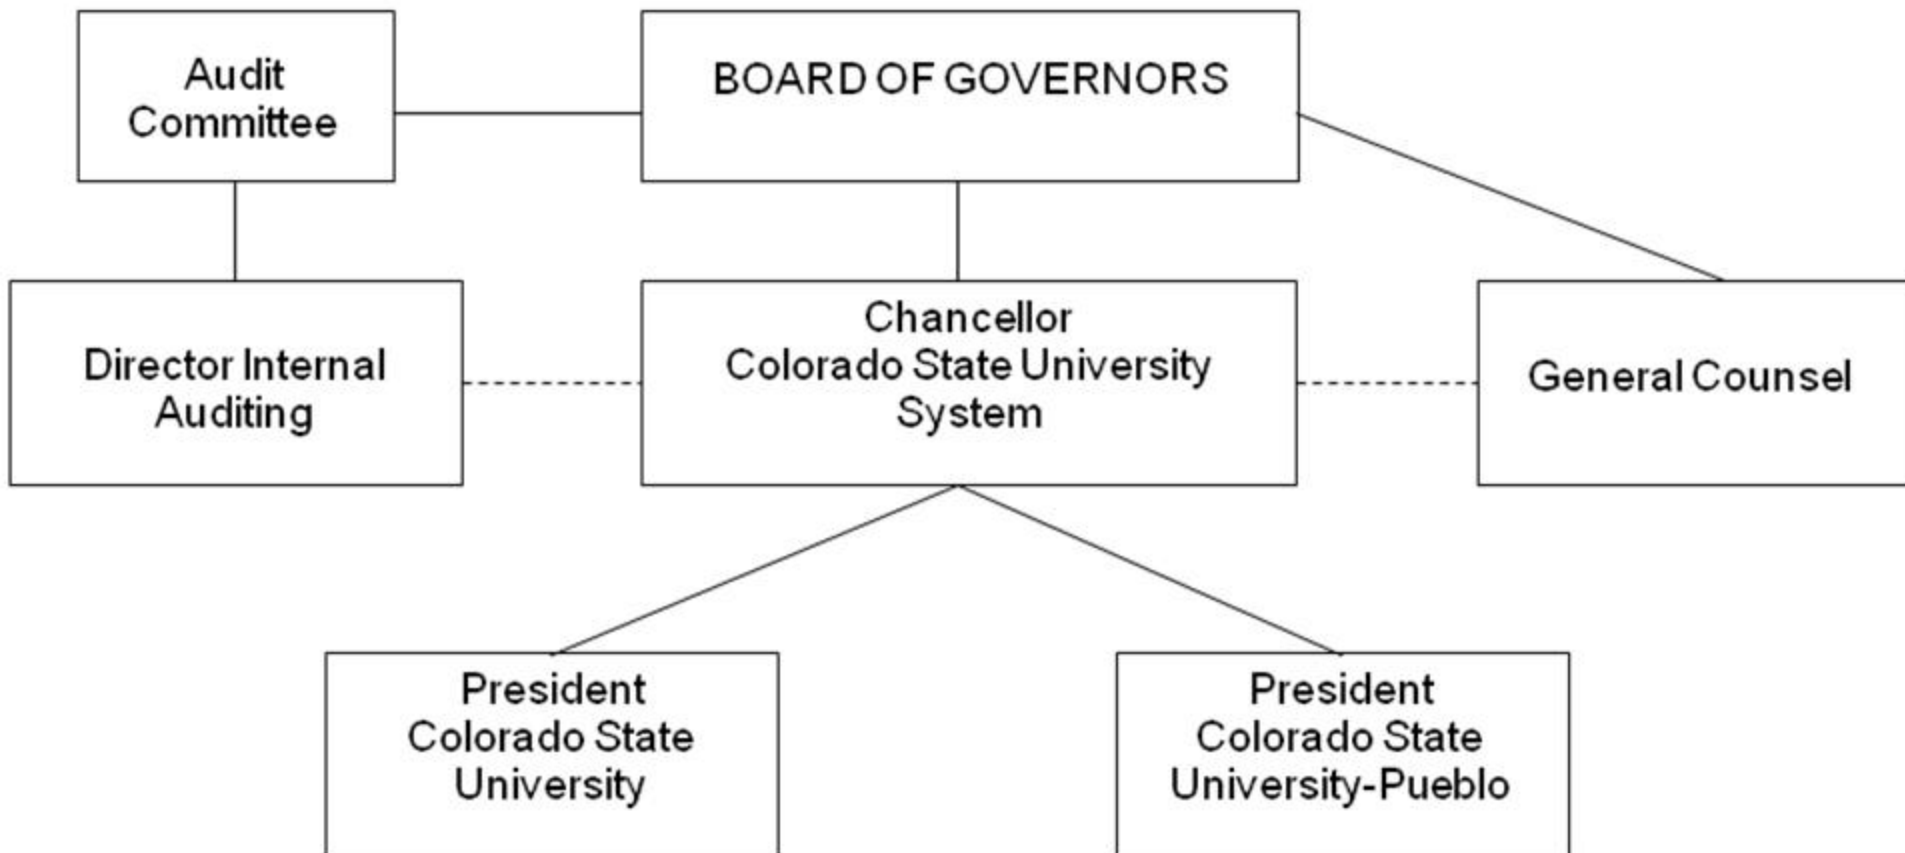 Audit
Committee
BOARD OF GOVERNORS
Director Internal
Auditing
Chancellor
Colorado State University
System
General Counsel
President
Colorado State
University
President
Colorado State
University-Pueblo